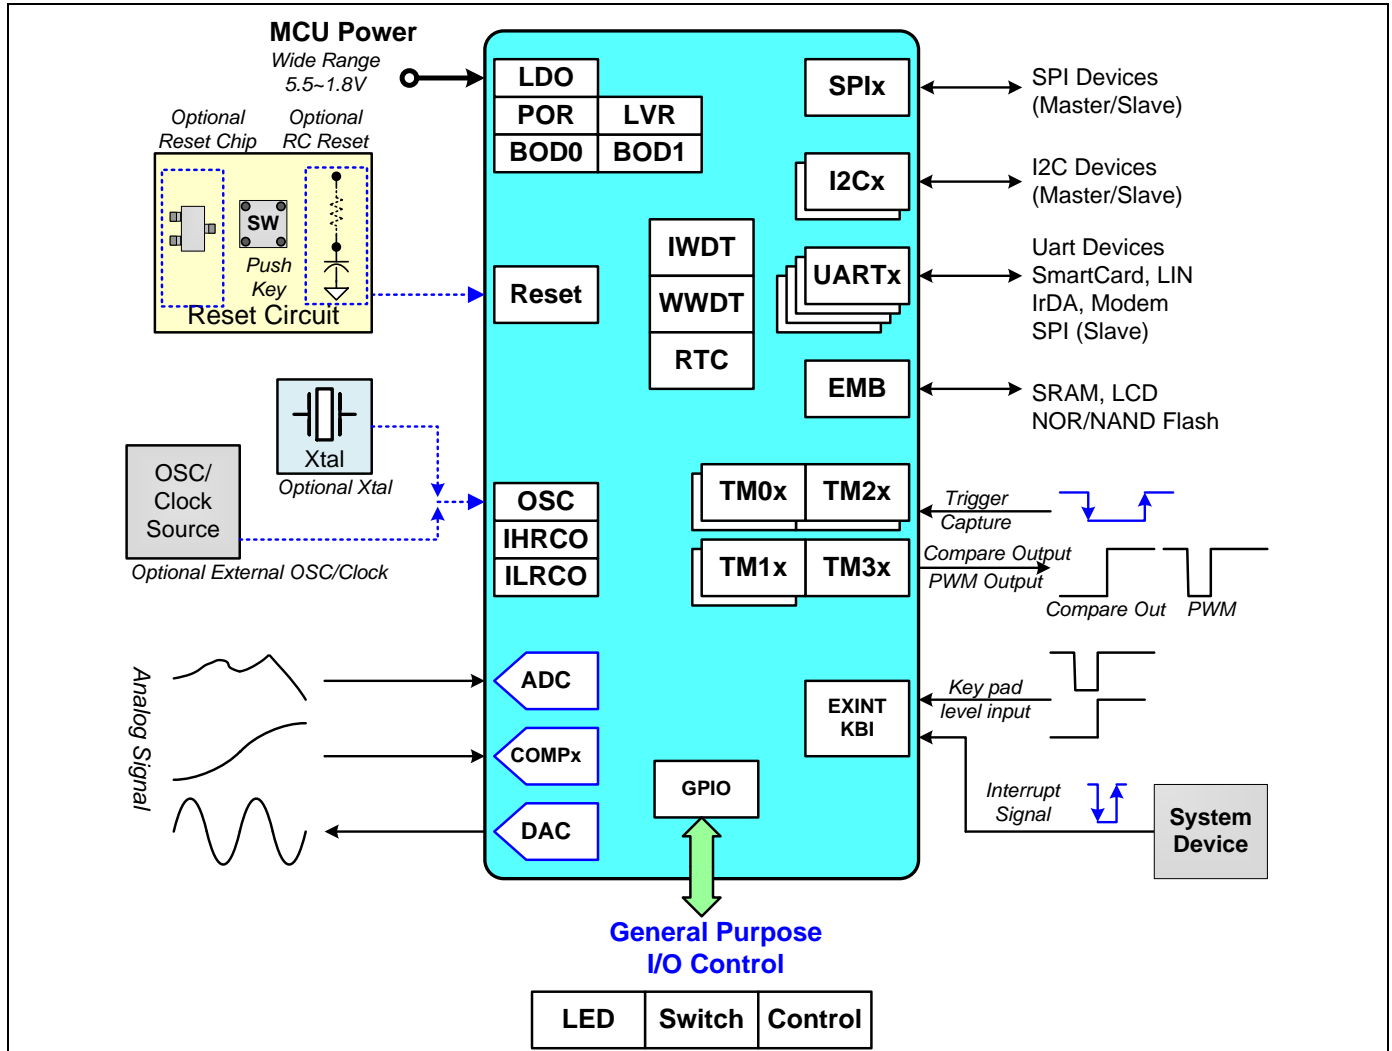 MCU Power
Wide Range
5.5~1.8V
Optional
Reset Chip
Optional
RC Reset
SW
Push
Key
Reset Circuit
Xtal
Optional Xtal
OSC/
Clock
Source
Optional External OSC/Clock
Analog Signal
LDO
POR LVR
BOD0 BOD1
Reset
IWDT
WWDT
RTC
OSC
IHRCO
ILRCO
ADC
COMPx
DAC
SPIx
I2Cx
UARTx
EMB
TM0x TM2x
TM1x TM3x
EXINT
KBI
GPIO
SPI Devices
(Master/Slave)
I2C Devices
(Master/Slave)
Uart Devices
SmartCard, LIN
IrDA, Modem
SPI (Slave)
SRAM, LCD
NOR/NAND Flash
Trigger
Capture
Compare Output
PWM Output
Compare Out PWM
Key pad
level input
Interrupt
Signal
System
Device
General Purpose
I/O Control
LED Switch Control